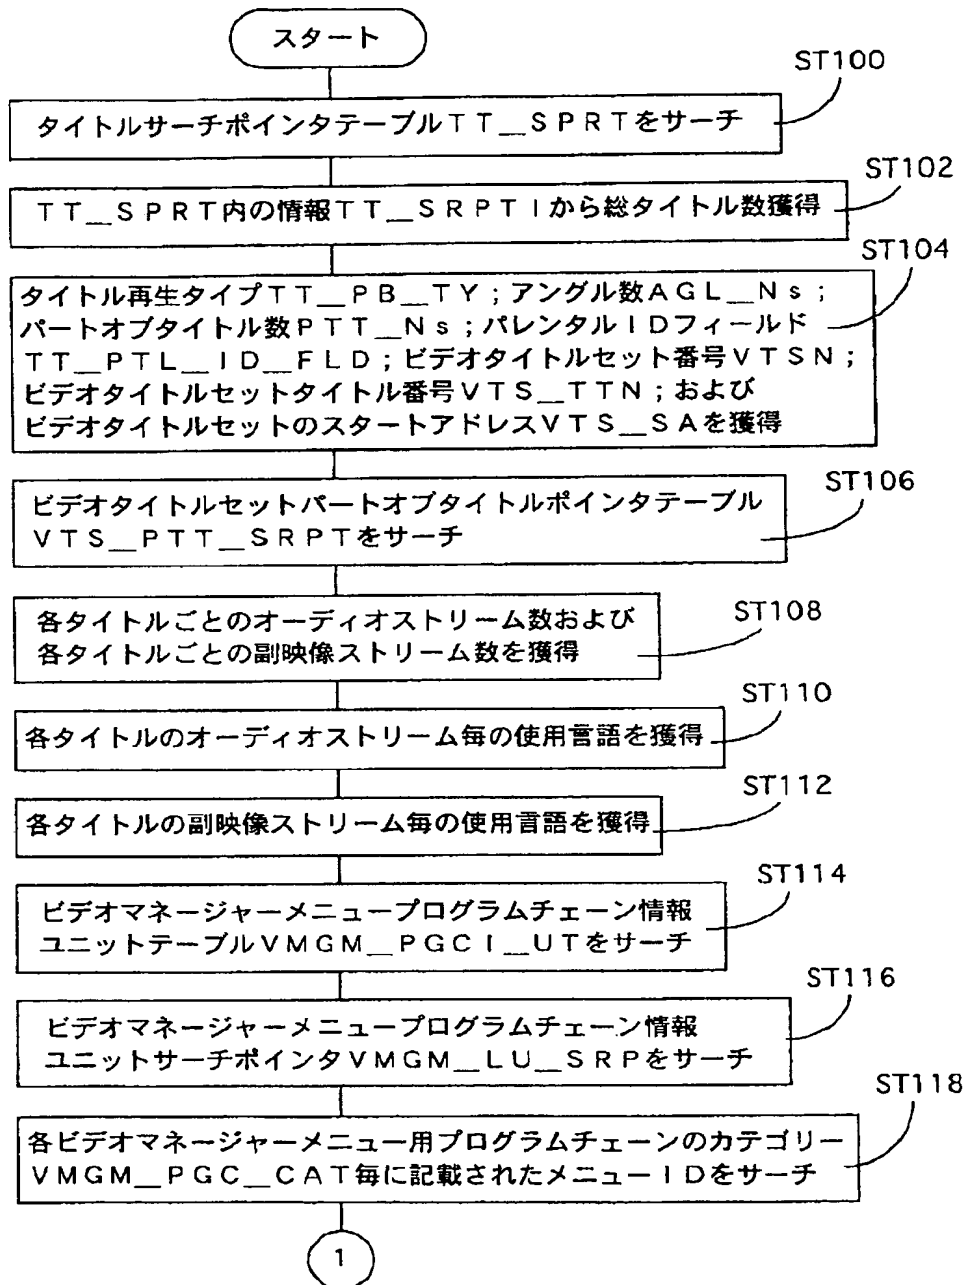 スタート
ST100
タイトルサーチポインタテーブルTT__SPRTをサーチ
ST102
TT__SPRT内の情報TT__SRPTIから総タイトル数獲得
ST104
タイトル再生タイプTT__PB__TY;アングル数AGL__Ns;
パートオブタイトル数PTT__Ns;パレンタルIDフィールド
TT__PTL__ID__FLD;ビデオタイトルセット番号VTSN;
ビデオタイトルセットタイトル番号VTS__TTN;および
ビデオタイトルセットのスタートアドレスVTS__SAを獲得
ST106
ビデオタイトルセットパートオブタイトルポインタテーブル
VTS__PTT__SRPTをサーチ
ST108
各タイトルごとのオーディオストリーム数および
各タイトルごとの副映像ストリーム数を獲得
ST110
各タイトルのオーディオストリーム毎の使用言語を獲得
ST112
各タイトルの副映像ストリーム毎の使用言語を獲得
ST114
ビデオマネージャーメニュープログラムチェーン情報
ユニットテーブルVMGM__PGCI__UTをサーチ
ST116
ビデオマネージャーメニュープログラムチェーン情報
ユニットサーチポインタVMGM__LU__SRPをサーチ
ST118
各ビデオマネージャーメニュー用プログラムチェーンのカテゴリー
VMGM__PGC__CAT毎に記載されたメニューIDをサーチ
1